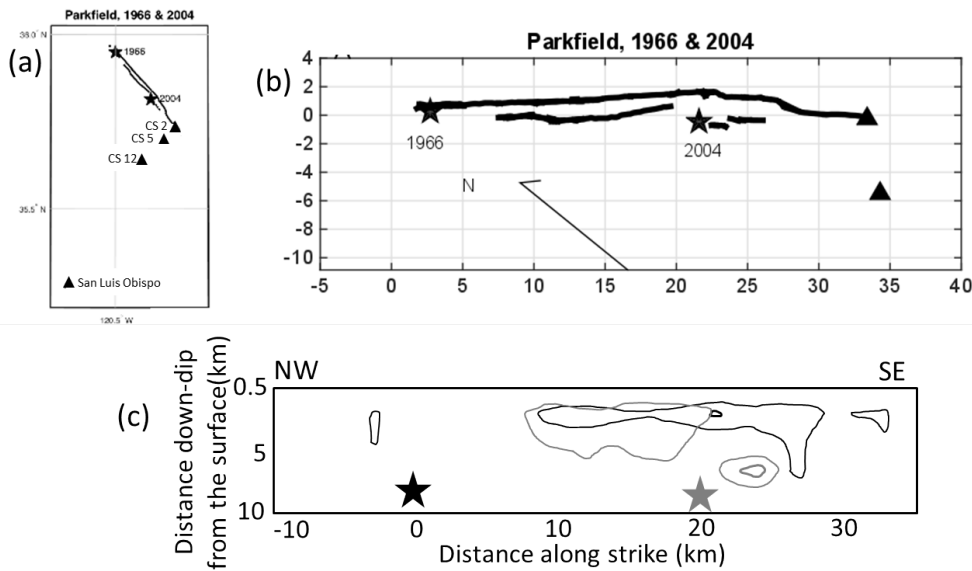 Parkfield, 1966 & 2004
(a)
36.0° N
1966
2004
CS 2
CS 5
CS 12
35.5° N
San Luis Obispo
120.5° W
Parkfield, 1966 & 2004
(b)
4
2
0
-2
-4
-6
-8
-10
1966
2004
N
-5 0 5 10 15 20 25 30 35 40
(c)
NW SE
Distance down-dip
from the surface(km)
0.5
5
10
-10 0 10 20 30
Distance along strike (km)